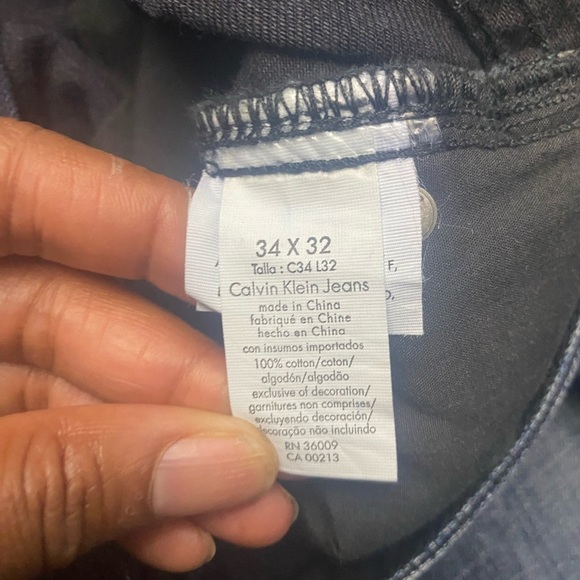 34 X 32
Talla : C34 L32
Calvin Klein Jeans
made in China
fabriqué en Chine
hecho en China
con insumos importados
100% cotton/coton/
algodón/algodão
exclusive of decoration/
garnitures non comprises/
excluyendo decoración/
decoração não incluindo
RN 36009
CA 00213
F,